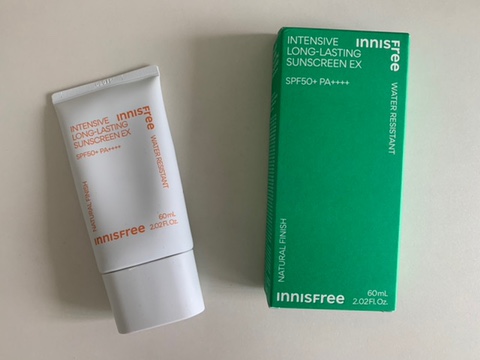 INTENSIVE
LONG-LASTING
SUNSCREEN EX
SPF50+ PA++++
innisfree
WATER RESISTANT
NATURAL FINISH
innisfree
60mL
2.02Fl.Oz.
INTENSIVE
LONG-LASTING
SUNSCREEN EX
SPF50+ PA++++
innisfree
WATER RESISTANT
NATURAL FINISH
innisfree
60mL
2.02Fl.Oz.